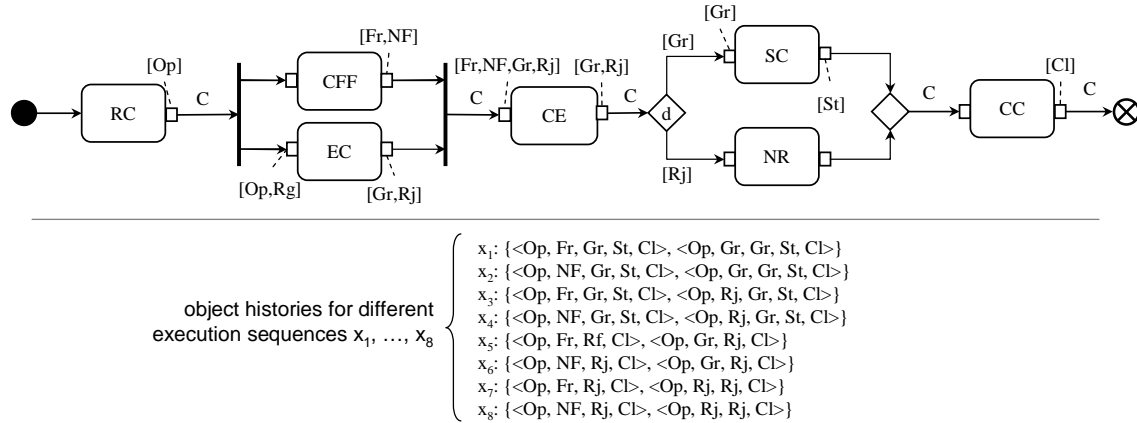 [Fr,NF]
[Gr]
[Gr]
SC
[Op]
CFF
[Fr,NF,Gr,Rj]
[Gr,Rj]
[St]
[Cl]
RC
C
C
CE
C
d
C
CC
C
EC
NR
[Op,Rg]
[Gr,Rj]
[Rj]
object histories for different
execution sequences x1, …, x8
x1: {<Op, Fr, Gr, St, Cl>, <Op, Gr, Gr, St, Cl>}
x2: {<Op, NF, Gr, St, Cl>, <Op, Gr, Gr, St, Cl>}
x3: {<Op, Fr, Gr, St, Cl>, <Op, Rj, Gr, St, Cl>}
x4: {<Op, NF, Gr, St, Cl>, <Op, Rj, Gr, St, Cl>}
x5: {<Op, Fr, Rf, Cl>, <Op, Gr, Rj, Cl>}
x6: {<Op, NF, Rj, Cl>, <Op, Gr, Rj, Cl>}
x7: {<Op, Fr, Rj, Cl>, <Op, Rj, Rj, Cl>}
x8: {<Op, NF, Rj, Cl>, <Op, Rj, Rj, Cl>}